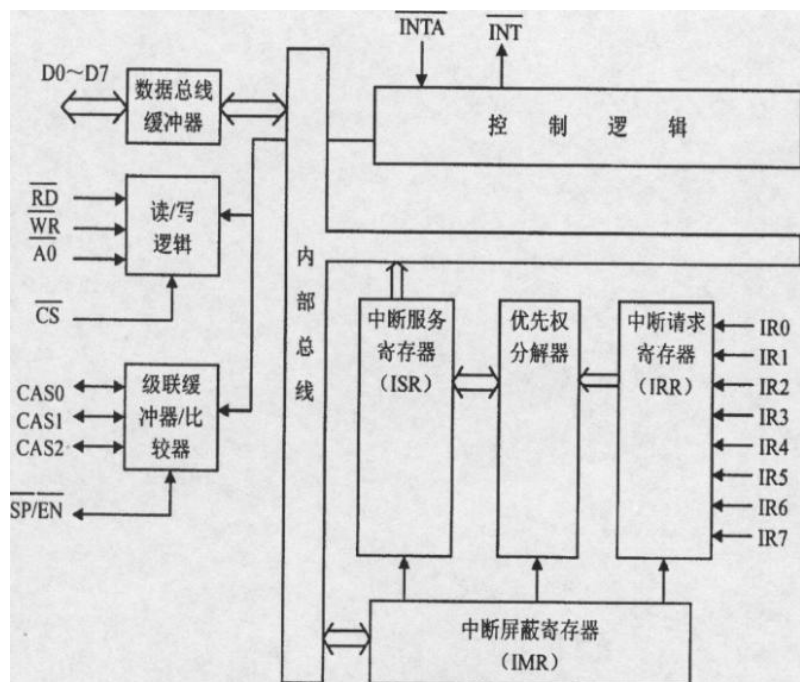 INTA
INT
D0～D7
数据总线
缓冲器
控制逻辑
RD
WR
A0
读/写
逻辑
CS
内部总线
中断服务
寄存器
（ISR）
优先权
分解器
中断请求
寄存器
（IRR）
IR0
IR1
IR2
IR3
IR4
IR5
IR6
IR7
CAS0
CAS1
CAS2
级联缓
冲器/比
较器
SP/EN
中断屏蔽寄存器
（IMR）